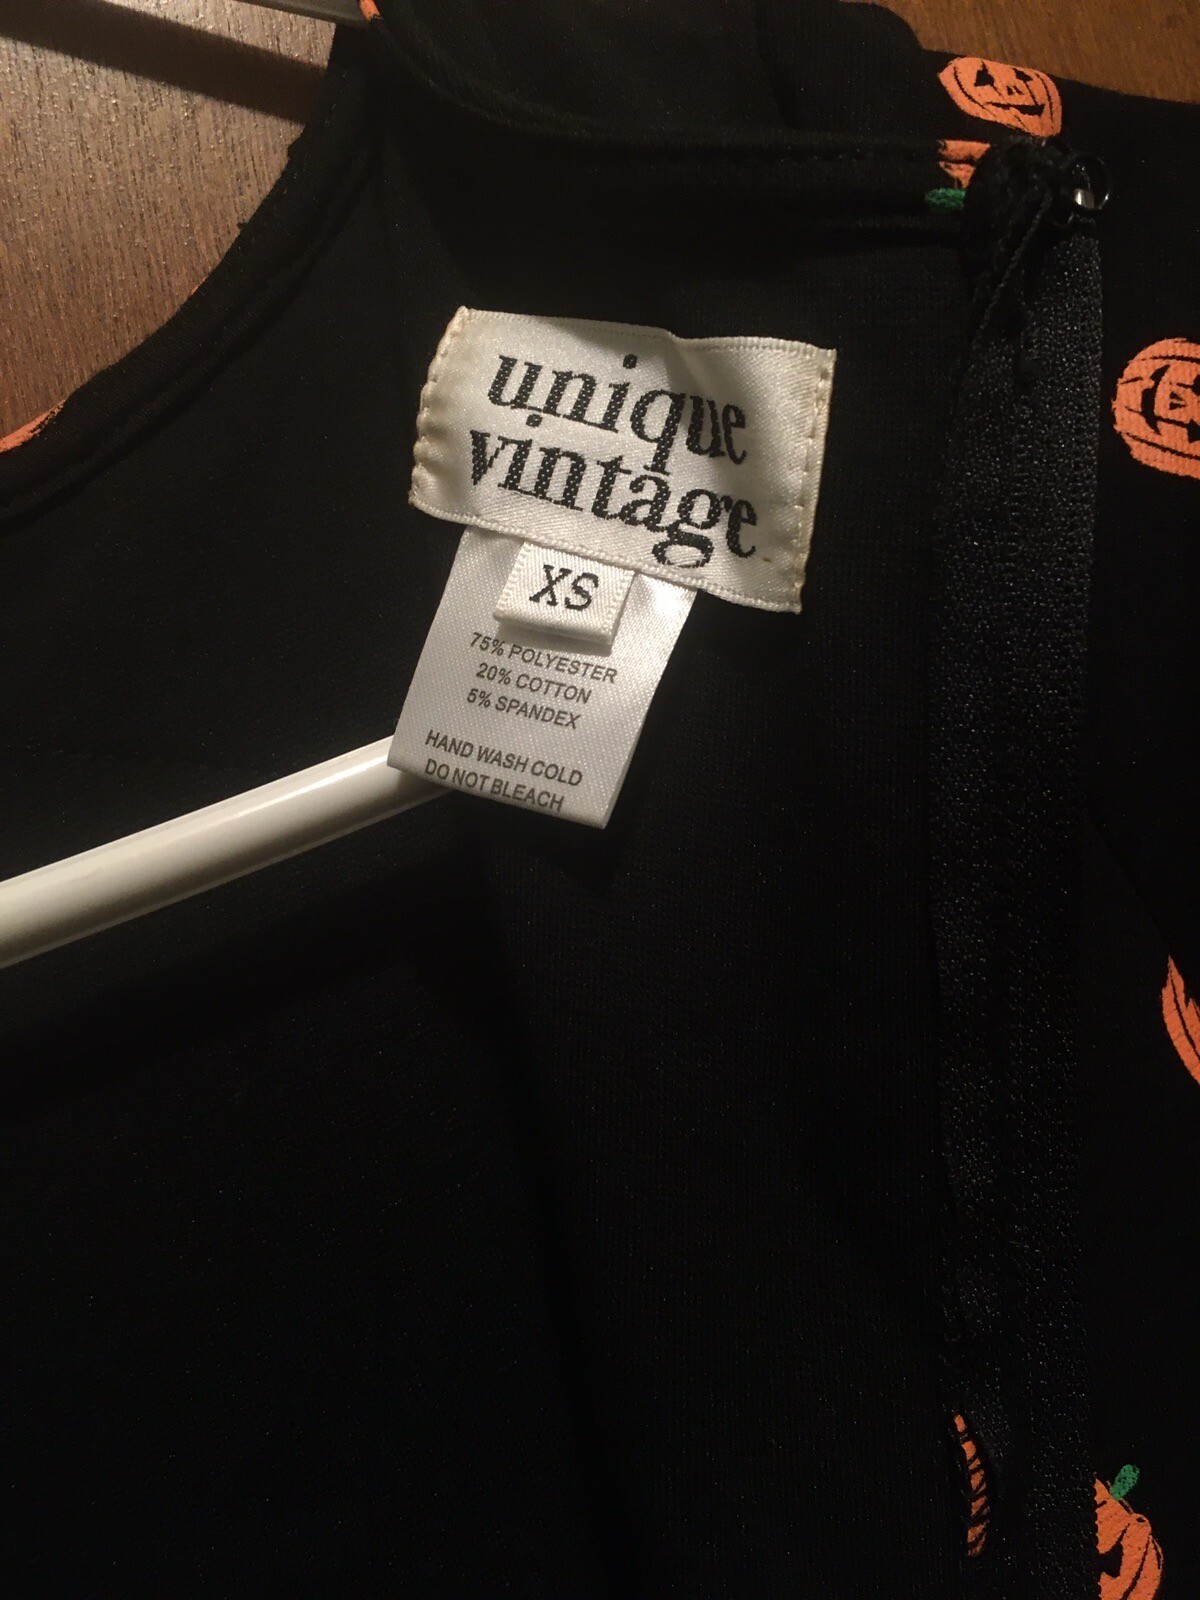 unique
vintage
XS
75% POLYESTER
20% COTTON
5% SPANDEX
HAND WASH COLD
DO NOT BLEACH